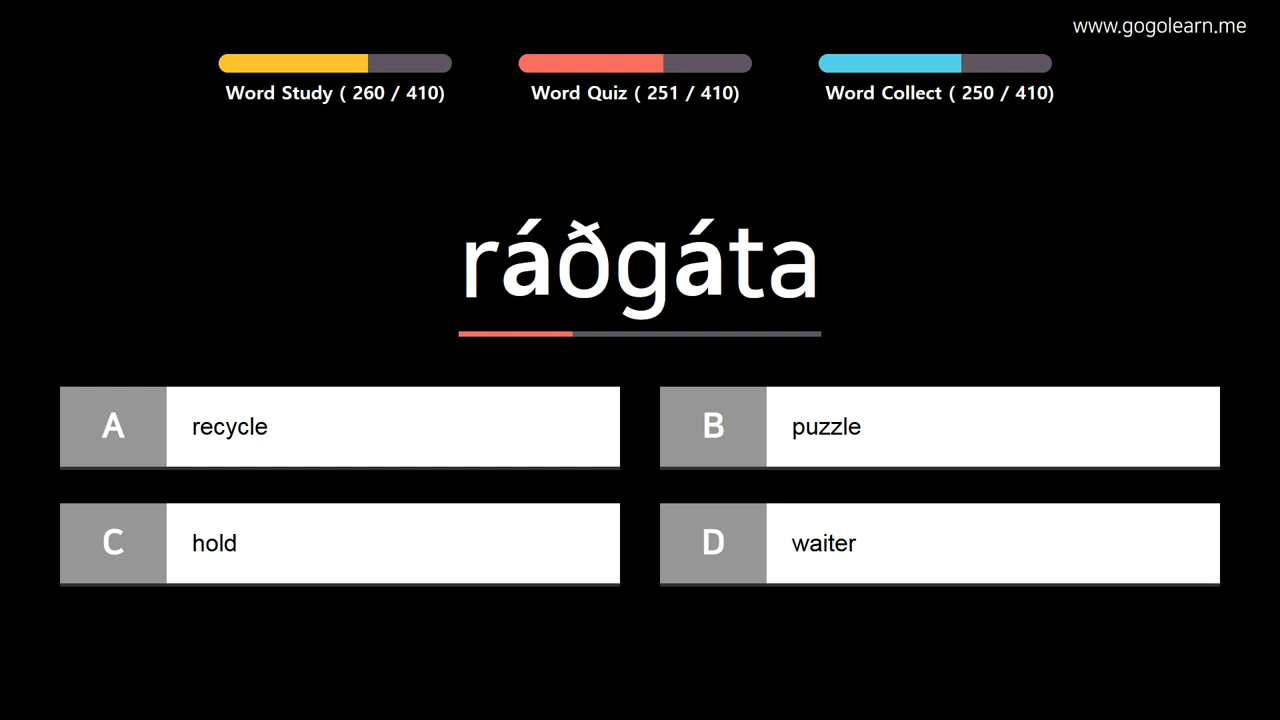 www.gogolearn.me
Word Study ( 260 / 410)
Word Quiz ( 251 / 410)
Word Collect ( 250 / 410)
ráðgáta
A recycle
B puzzle
C hold
D waiter